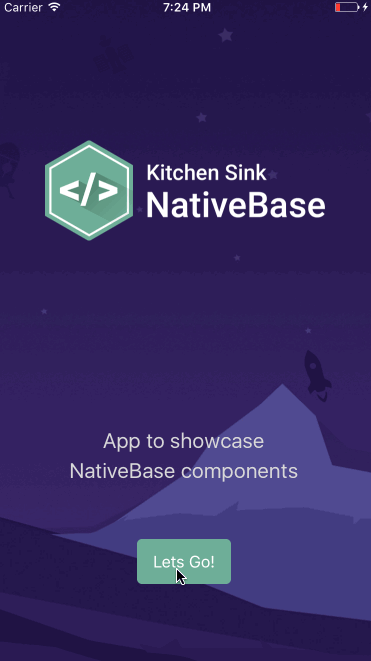 Carrier 7:24 PM
</>
Kitchen Sink
NativeBase
App to showcase
NativeBase components
Lets Go!